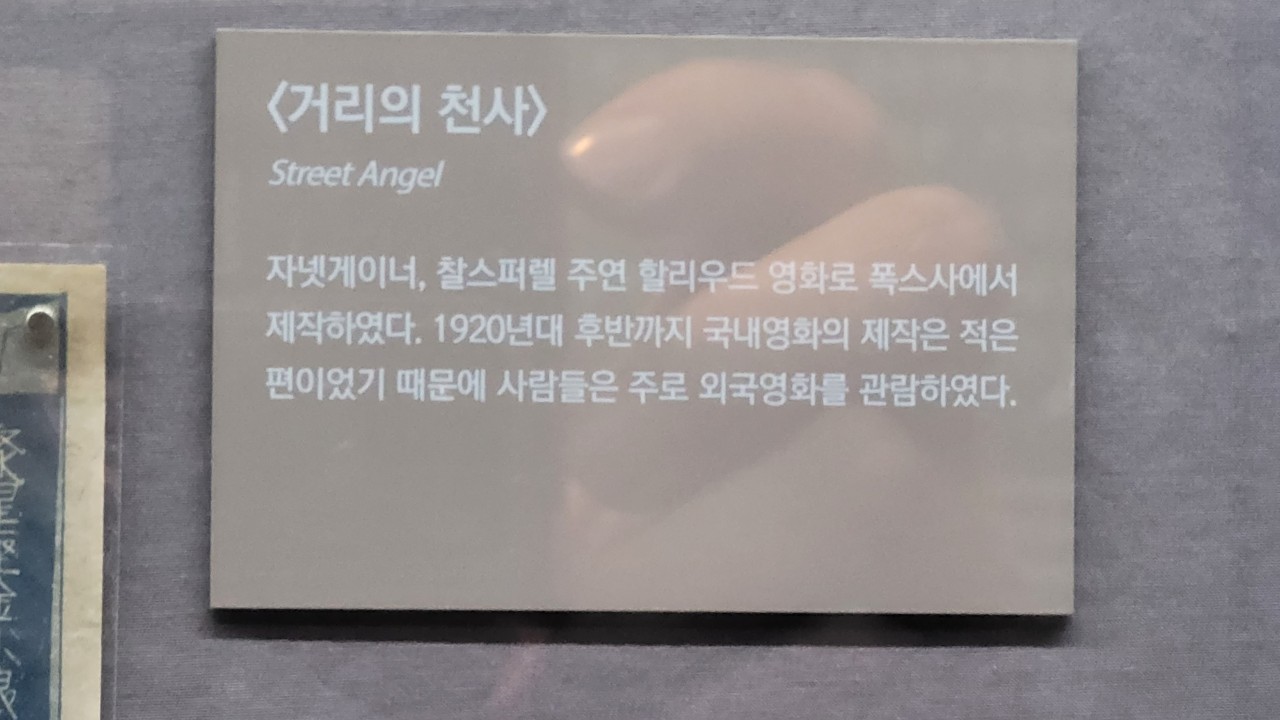 <거리의 천사>
Street Angel
자넷게이너, 찰스퍼렐 주연 할리우드 영화로 폭스사에서
제작하였다. 1920년대 후반까지 국내영화의 제작은 적은
편이었기 때문에 사람들은 주로 외국영화를 관람하였다.